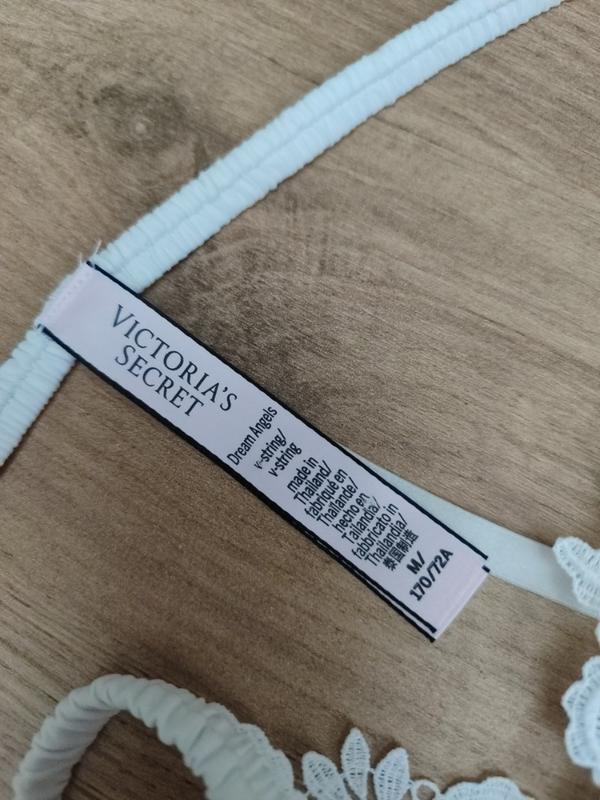 VICTORIA'S
SECRET
Dream Angels
v-string/
v-string
made in
Thailand/
fabriqué en
Thaïlande/
hecho en
Tailandia/
fabbricato in
Thailandia/
泰国制造
M/
170/72A